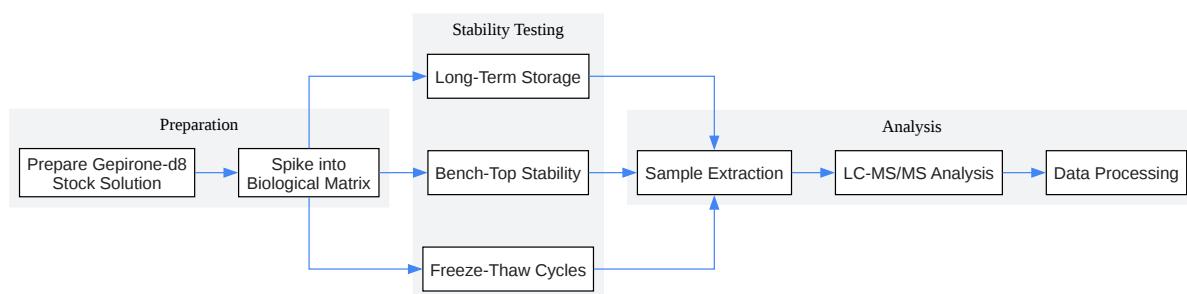 Preparation
Prepare Gepirone-d8
Stock Solution
Spike into
Biological Matrix
Stability Testing
Long-Term Storage
Bench-Top Stability
Freeze-Thaw Cycles
Analysis
Sample Extraction
LC-MS/MS Analysis
Data Processing